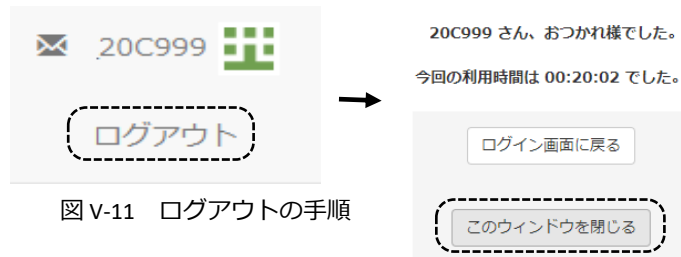 20C999
ログアウト
図 V-11 ログアウトの手順
20C999 さん、おつかれ様でした。
今回の利用時間は 00:20:02 でした。
ログイン画面に戻る
このウィンドウを閉じる